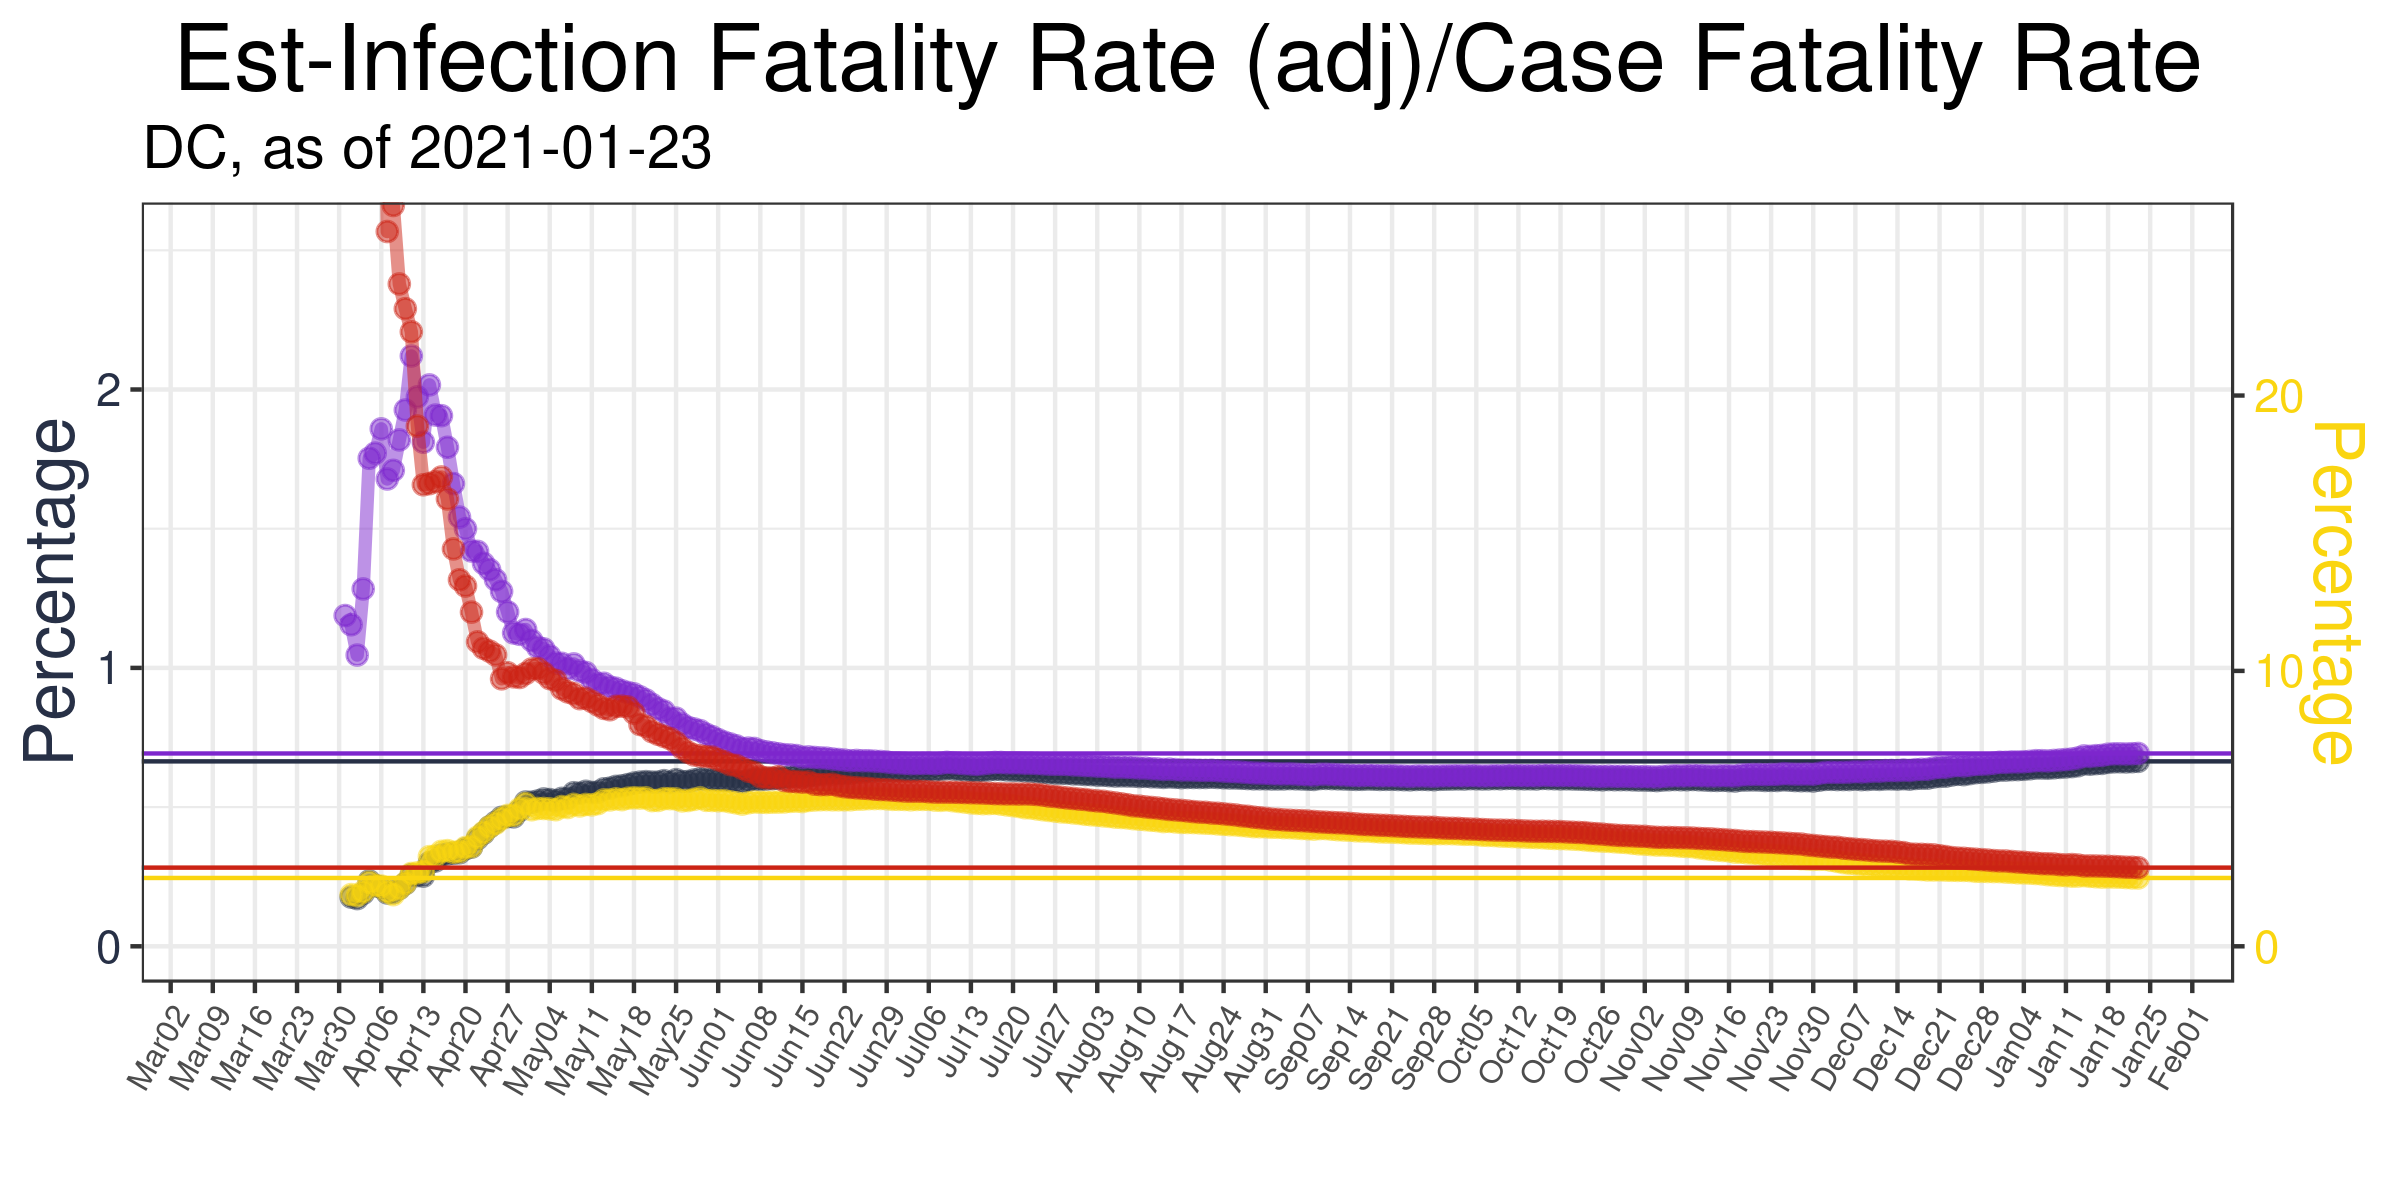 Est-Infection Fatality Rate (adj)/Case Fatality Rate
DC, as of 2021-01-23
Percentage
2
1
0
20
10
0
Percentage
Mar02
Mar09
Mar16
Mar23
Mar30
Apr06
Apr13
Apr20
Apr27
May04
May11
May18
May25
Jun01
Jun08
Jun15
Jun22
Jun29
Jul06
Jul13
Jul20
Jul27
Aug03
Aug10
Aug17
Aug24
Aug31
Sep07
Sep14
Sep21
Sep28
Oct05
Oct12
Oct19
Oct26
Nov02
Nov09
Nov16
Nov23
Nov30
Dec07
Dec14
Dec21
Dec28
Jan04
Jan11
Jan18
Jan25
Feb01